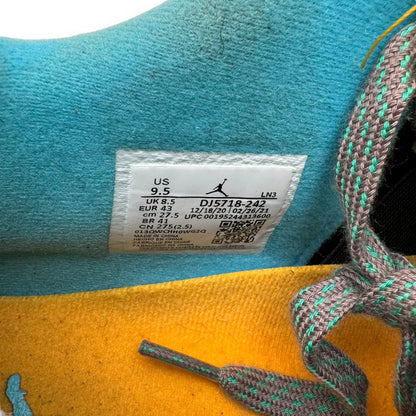 US
9.5
LN3
UK 8.5
EUR 43
cm 27.5
BR 41
CN 275(2.5)
DJ5718-242
12/18/20 | 02/26/21
UPC 00195244313600
MADE IN CHINA